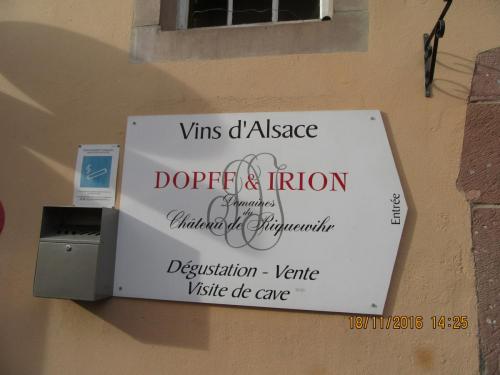 Vins d'Alsace
DOPFF & IRION
Domaines
du
Château de Riquewihr
Dégustation - Vente
Visite de cave
Entrée
18/11/2016 14:25